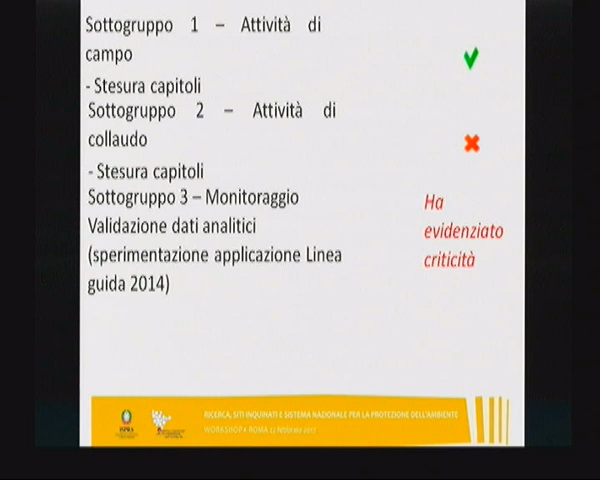 Sottogruppo 1 – Attività di
campo
- Stesura capitoli
Sottogruppo 2 – Attività di
collaudo
- Stesura capitoli
Sottogruppo 3 – Monitoraggio
Validazione dati analitici
(sperimentazione applicazione Linea
guida 2014)
Ha
evidenziato
criticità
RICERCA, SITI INQUINATI E SISTEMA NAZIONALE PER LA PROTEZIONE DELL'AMBIENTE
WORKSHOP ROMA
ISPRA